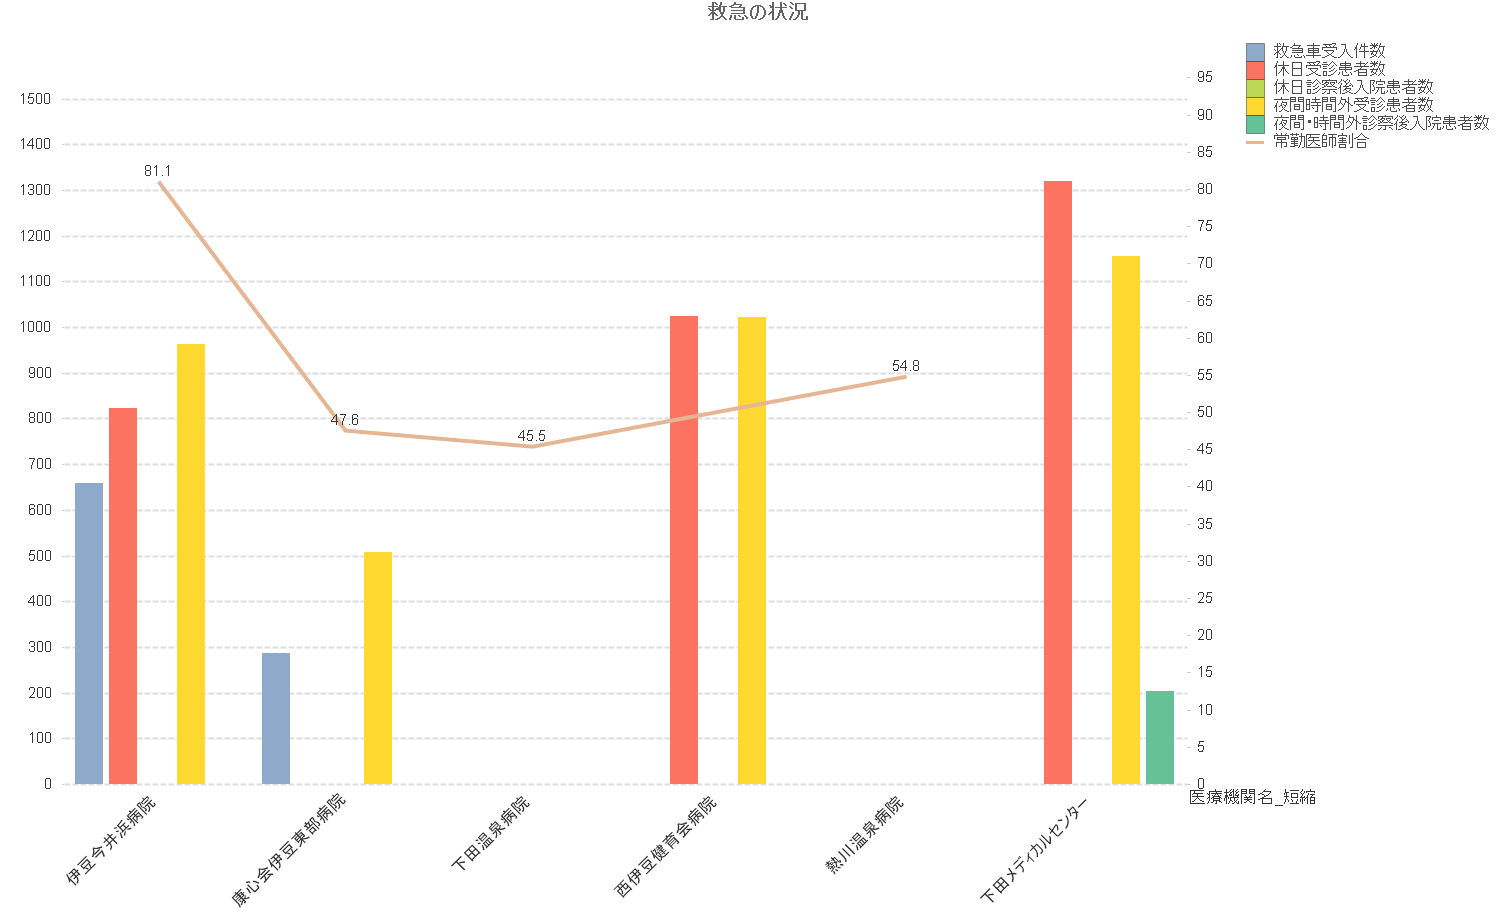 救急の状況
救急車受入件数
休日受診患者数
休日診察後入院患者数
夜間時間外受診患者数
夜間・時間外診察後入院患者数
常勤医師割合
1500
1400
1300
1200
1100
1000
900
800
700
600
500
400
300
200
100
0
95
90
85
80
75
70
65
60
55
50
45
40
35
30
25
20
15
10
5
0
81.1
47.6
45.5
54.8
伊豆今井浜病院
康心会伊豆東部病院
下田温泉病院
西伊豆健育会病院
熱川温泉病院
下田メディカルセンター
医療機関名_短縮